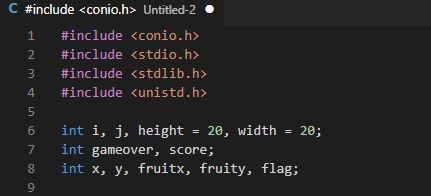 C #include <conio.h> Untitled-2 ●
1 #include <conio.h>
2 #include <stdio.h>
3 #include <stdlib.h>
4 #include <unistd.h>
5
6 int i, j, height = 20, width = 20;
7 int gameover, score;
8 int x, y, fruitx, fruity, flag;
9